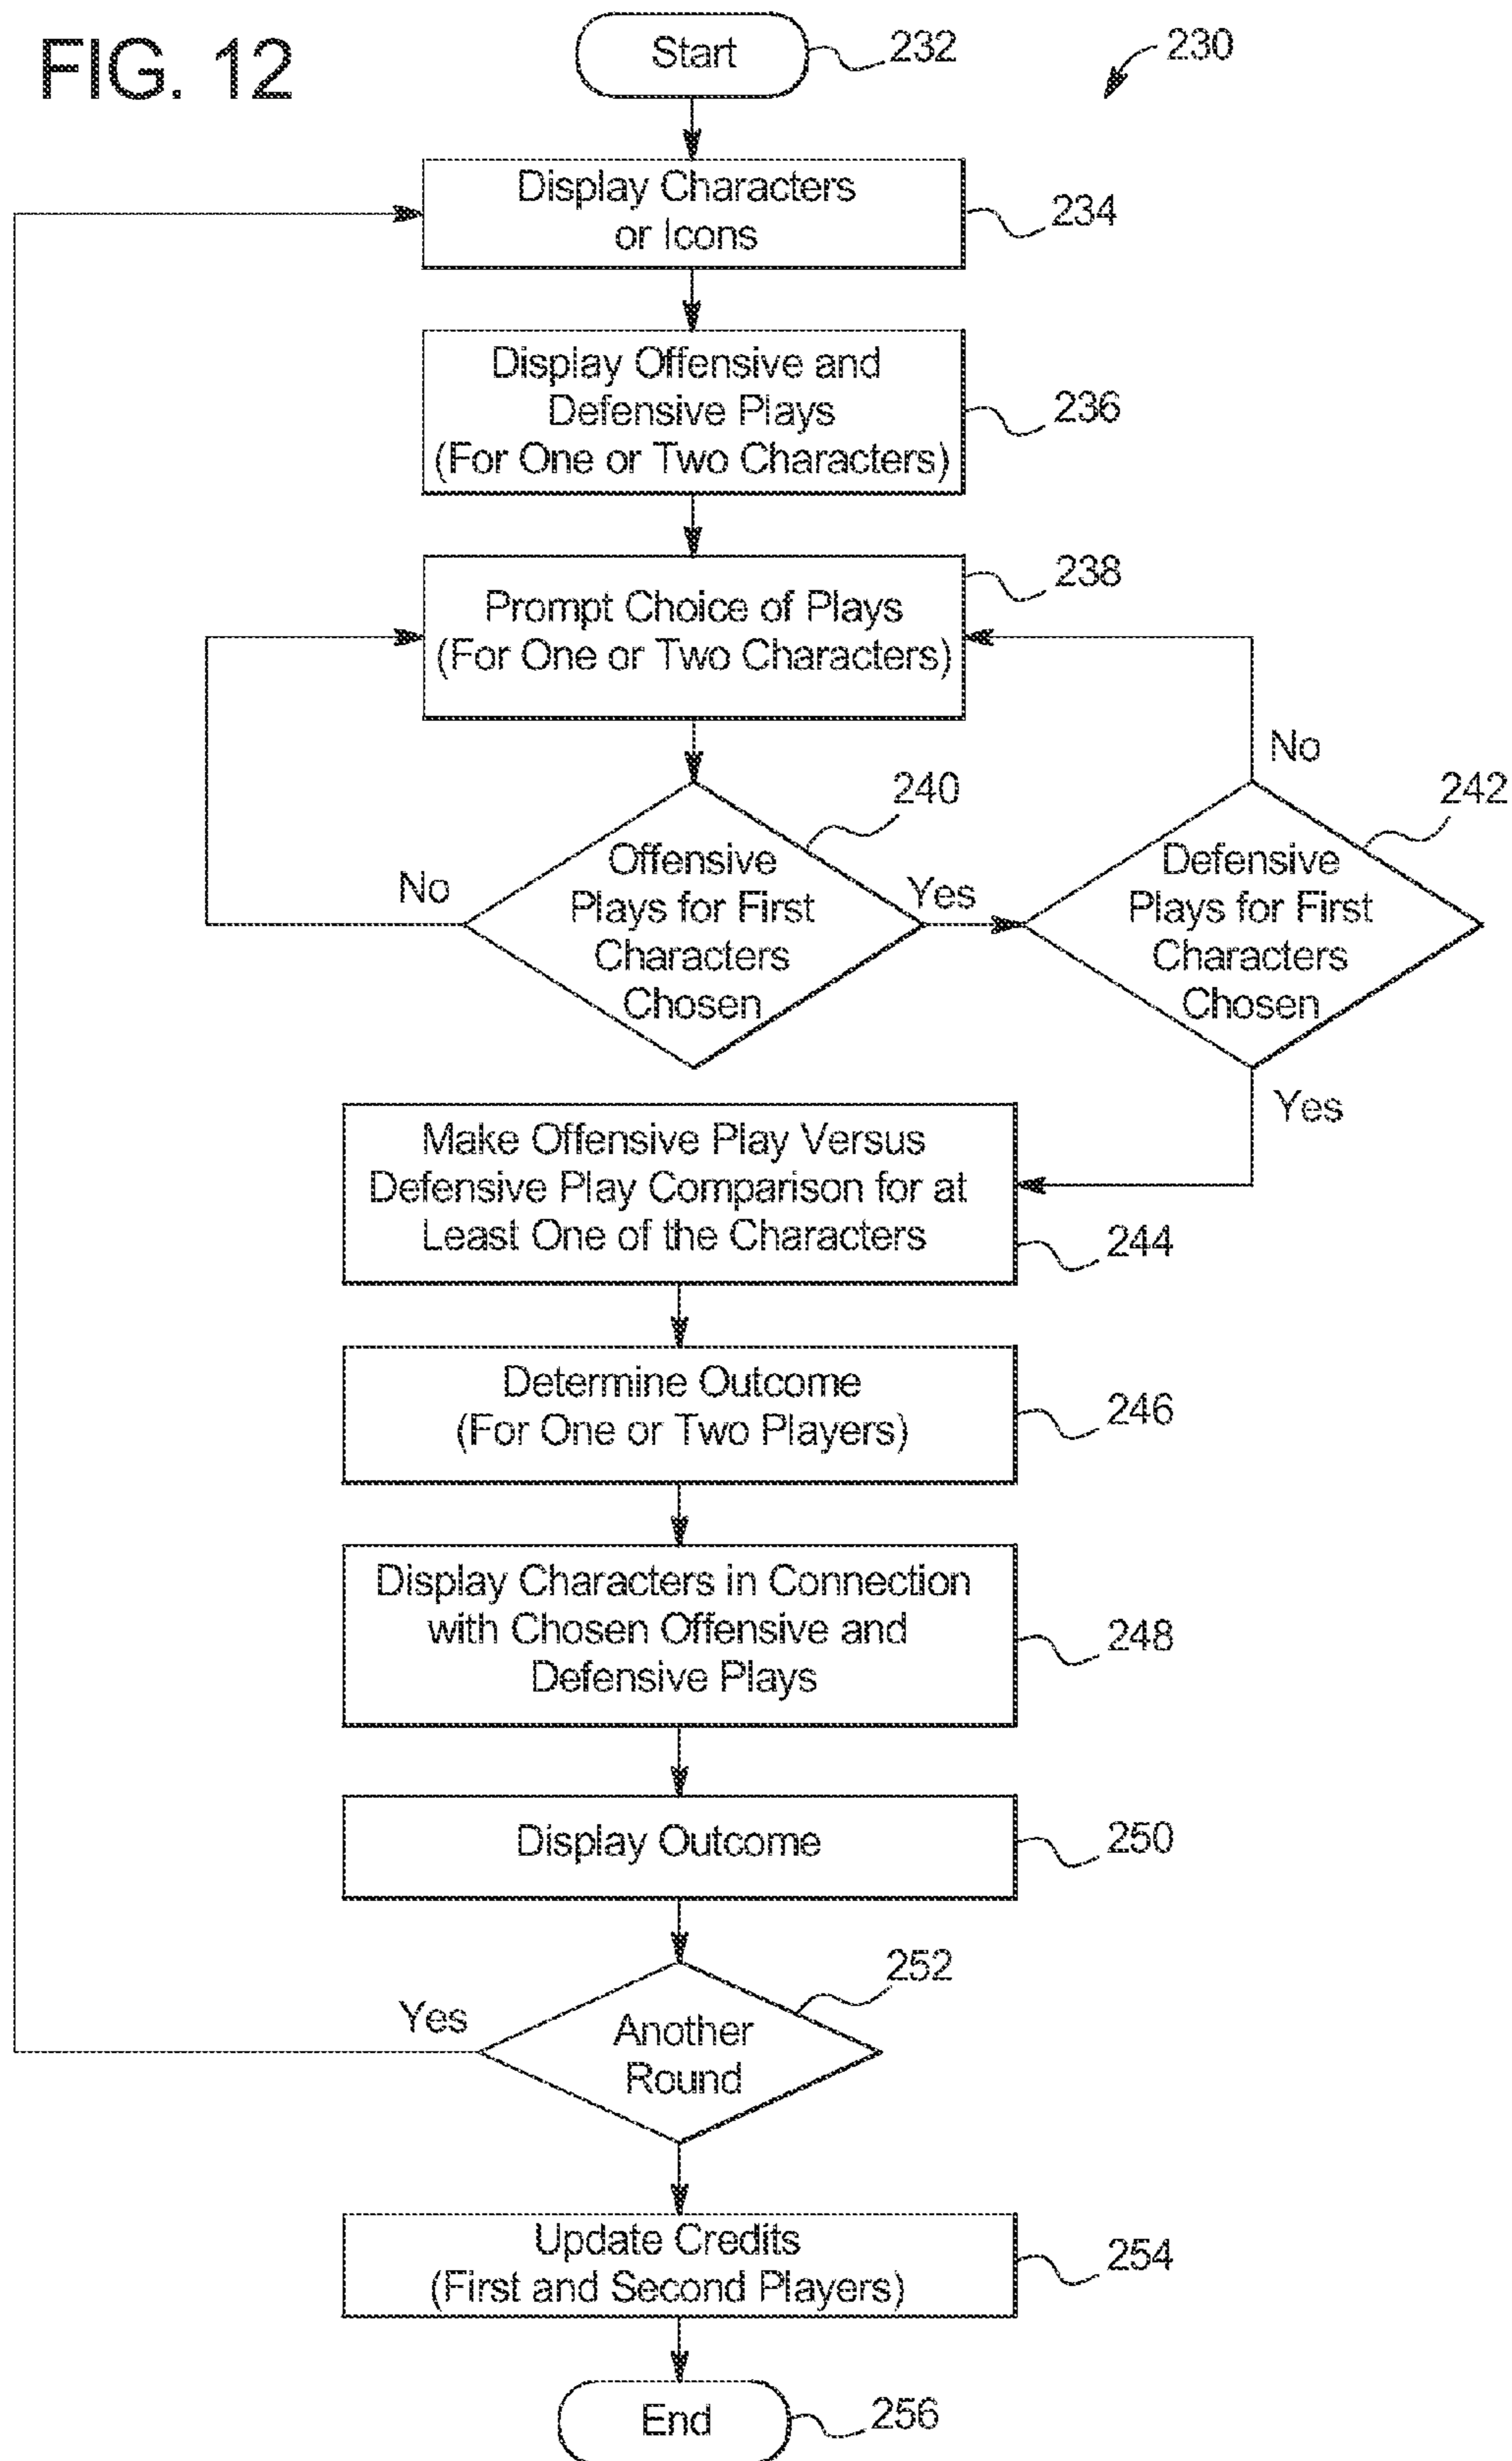 FIG. 12
Start
232
230
Display Characters
or Icons
234
Display Offensive and
Defensive Plays
(For One or Two Characters)
236
Prompt Choice of Plays
(For One or Two Characters)
238
No
240
Offensive
Plays for First
Characters
Chosen
Yes
No
242
Defensive
Plays for First
Characters
Chosen
Yes
Make Offensive Play Versus
Defensive Play Comparison for at
Least One of the Characters
244
Determine Outcome
(For One or Two Players)
246
Display Characters in Connection
with Chosen Offensive and
Defensive Plays
248
Display Outcome
250
252
Yes
Another
Round
Update Credits
(First and Second Players)
254
End
256